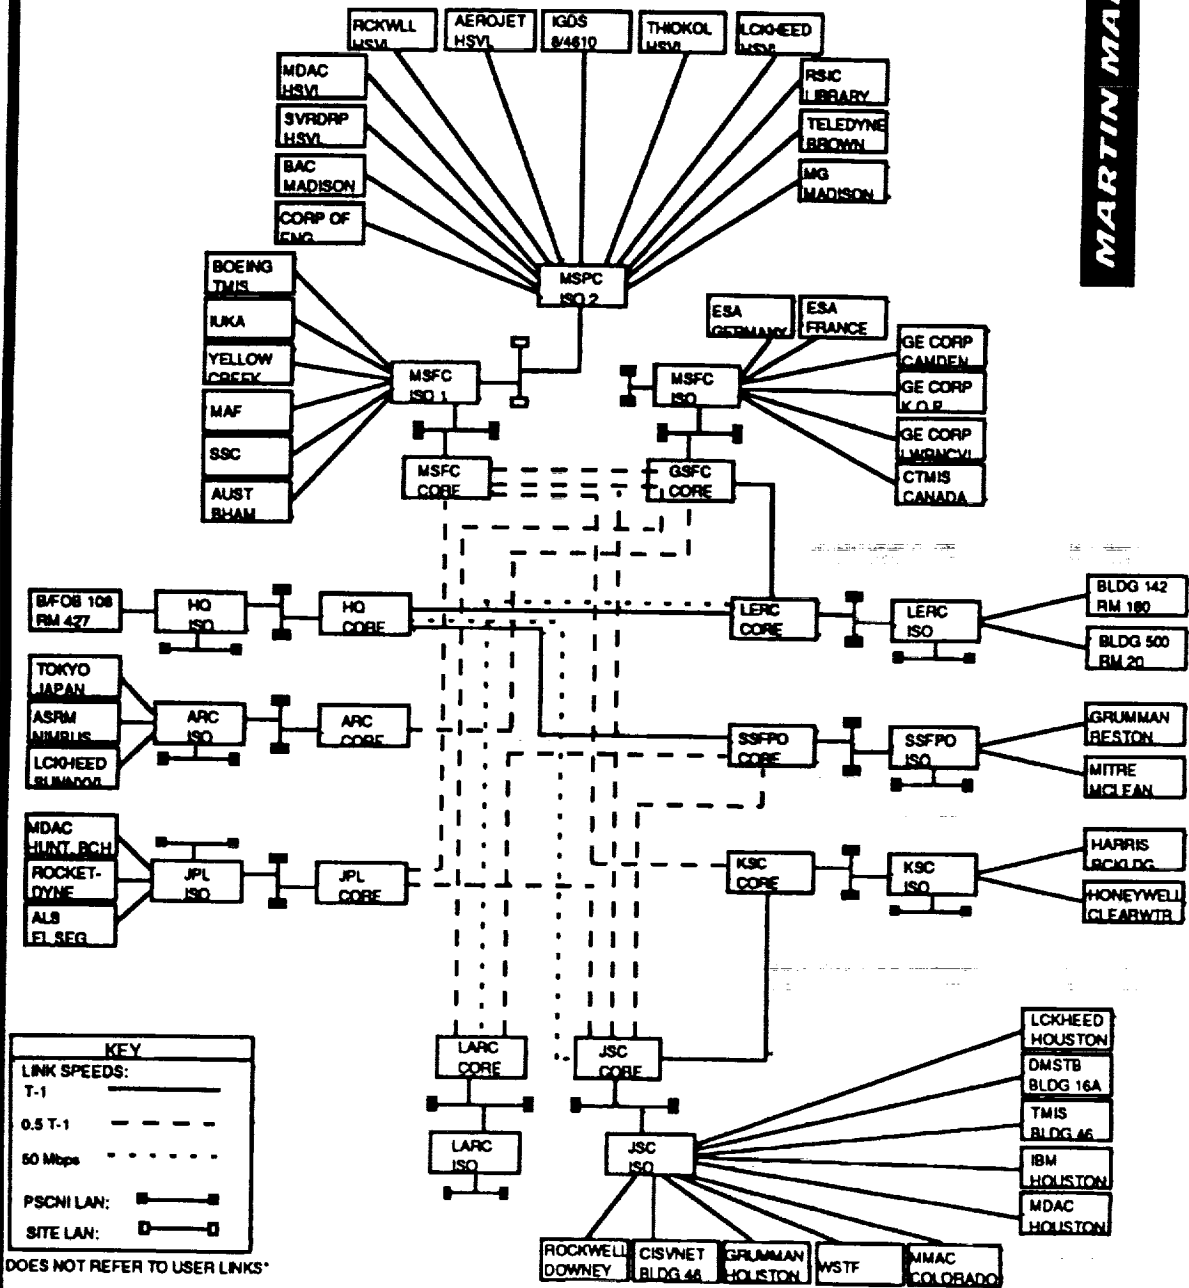 MARTIN MA
RCKWLL
HSVL
AEROJET
HSVL
IGDS
6/4610
THIOKOL
HSVL
LCKHEED
HSVL
MDAC
HSVL
RSIC
LIBRARY
SVRDRP
HSVL
TELEDYNE
BROWN
BAC
MADISON
MG
MADISON
CORP OF
ENG
MSPC
ISO 2
BOEING
TMIS
IUKA
YELLOW
CREEK
MAF
SSC
AUST
BHAM
MSFC
ISO 1
MSFC
ISO
ESA
GERMANY
ESA
FRANCE
GE CORP
CAMDEN
GE CORP
K.O.P.
GE CORP
LWRNCVL
CTMIS
CANADA
MSFC
CORE
GSFC
CORE
B/FOB 10B
RM 427
HQ
ISO
HQ
CORE
LERC
CORE
LERC
ISO
BLDG 142
RM 160
BLDG 500
RM 20
TOKYO
JAPAN
ASRM
NIMBUS
LCKHEED
SUNNYVL
ARC
ISO
ARC
CORE
SSFPO
CORE
SSFPO
ISO
GRUMMAN
RESTON
MITRE
MCLEAN
MDAC
HUNT. BCH
ROCKET-
DYNE
ALS
EL SEG
JPL
ISO
JPL
CORE
KSC
CORE
KSC
ISO
HARRIS
RCKLDG
HONEYWELL
CLEARWTR
LARC
CORE
JSC
CORE
LARC
ISO
JSC
ISO
LCKHEED
HOUSTON
DMSTB
BLDG 16A
TMIS
BLDG 46
IBM
HOUSTON
MDAC
HOUSTON
ROCKWELL
DOWNEY
CISVNET
BLDG 46
GRUMMAN
HOUSTON
WSTF
MMAC
COLORADO
KEY
LINK SPEEDS:
T-1
0.5 T-1
50 Mbps
PSCNI LAN:
SITE LAN:
DOES NOT REFER TO USER LINKS*